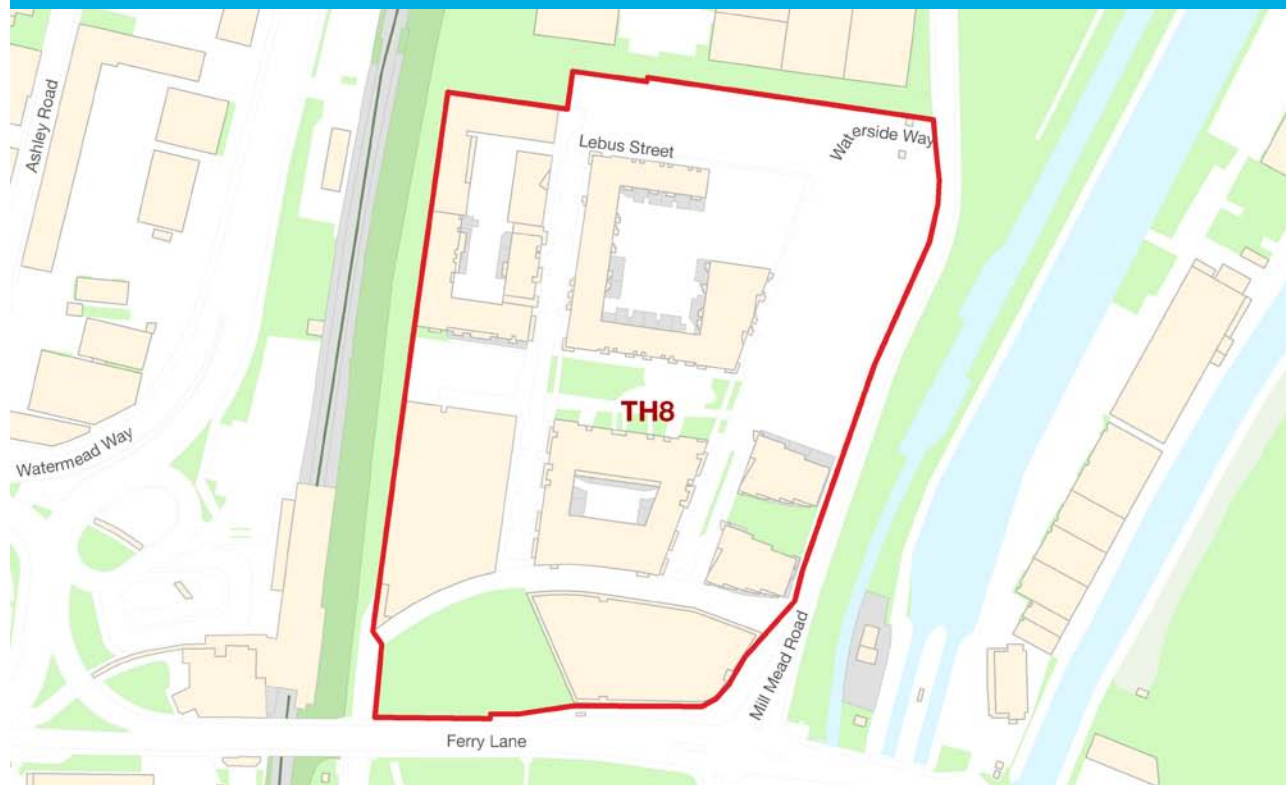 Ashley Road
Lebus Street
Waterside Way
TH8
Watermead Way
Mill Mead Road
Ferry Lane